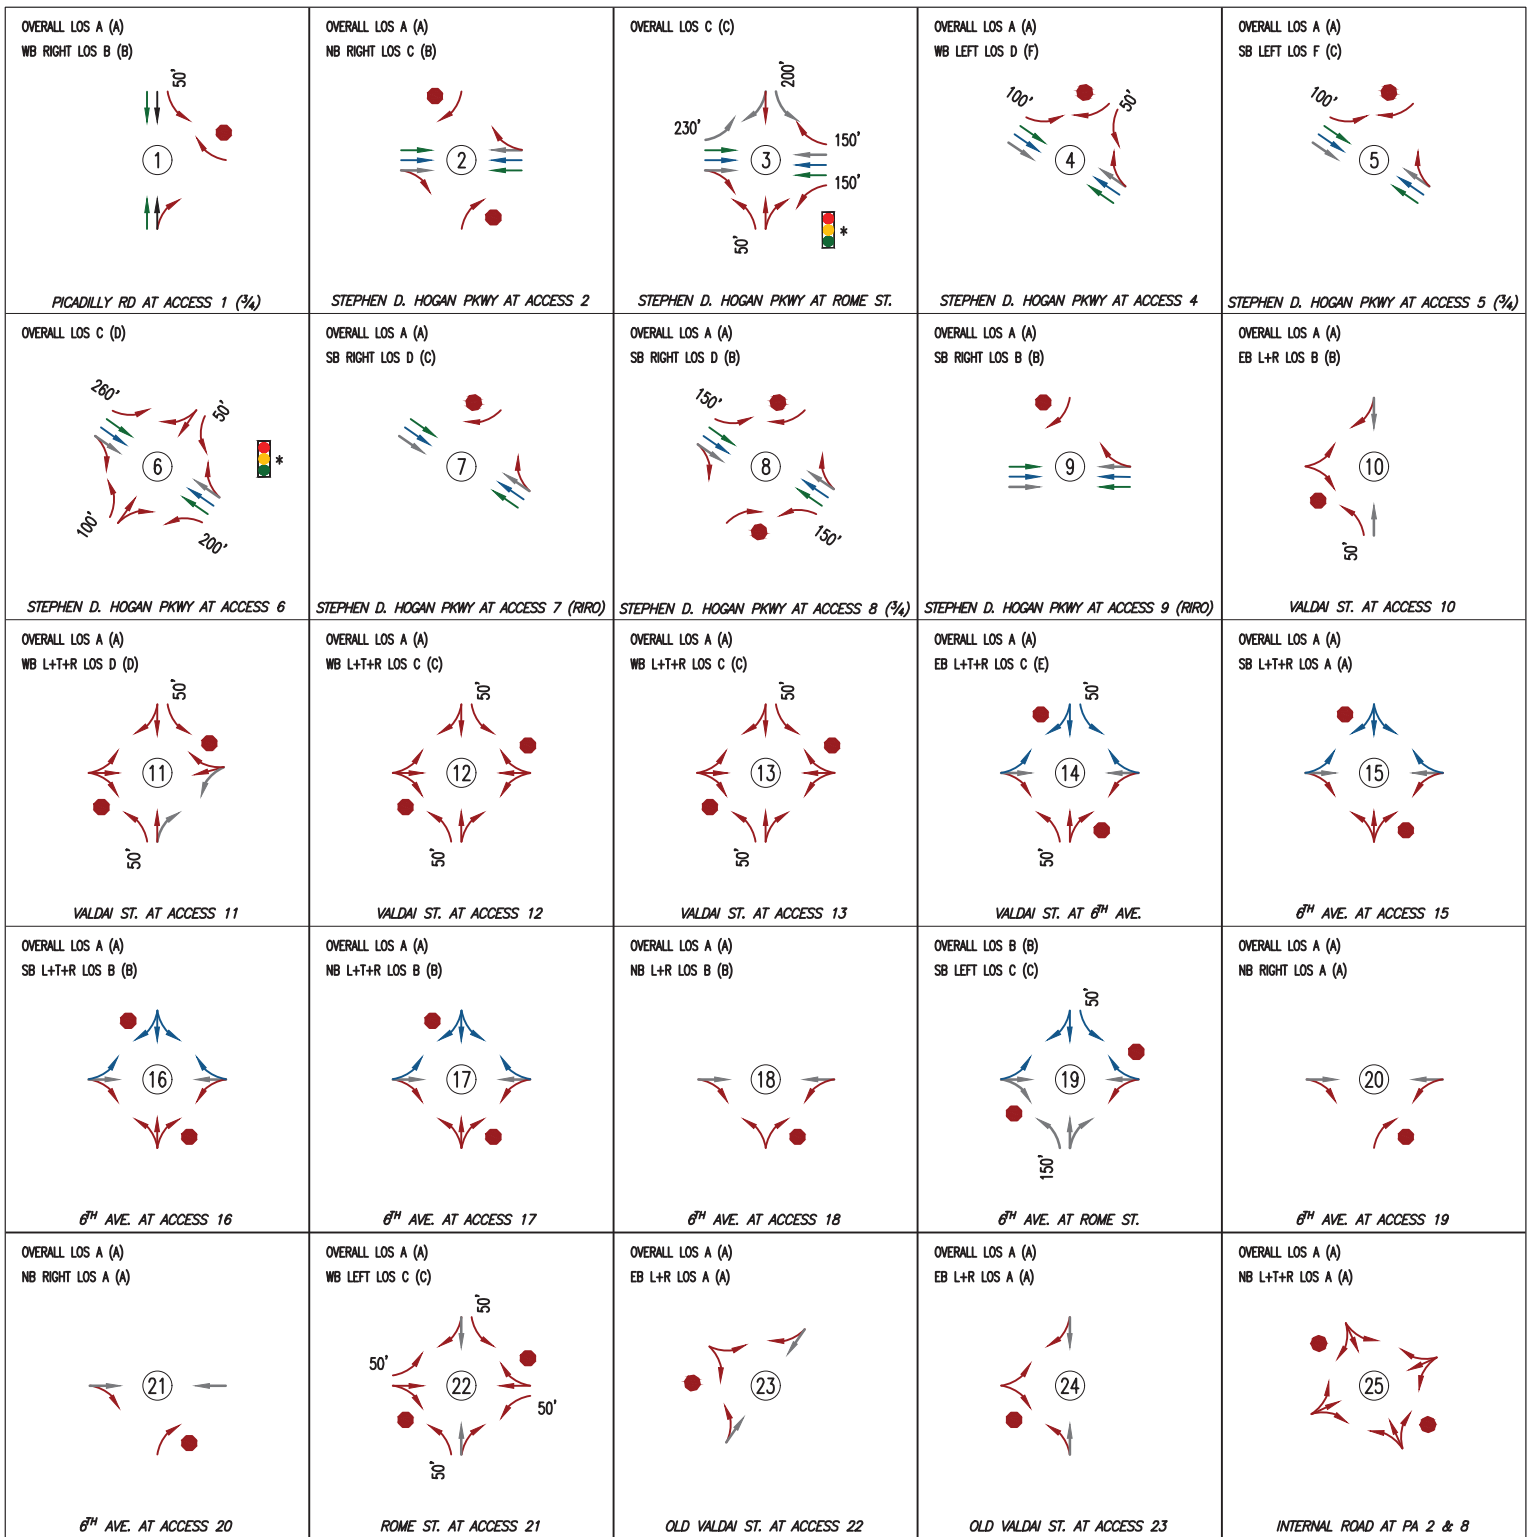 OVERALL LOS A (A)
WB RIGHT LOS B (B)
50'
1
PICADILLY RD AT ACCESS 1 (¾)
OVERALL LOS A (A)
NB RIGHT LOS C (B)
2
STEPHEN D. HOGAN PKWY AT ACCESS 2
OVERALL LOS C (C)
200'
230'
150'
3
150'
50'
*
STEPHEN D. HOGAN PKWY AT ROME ST.
OVERALL LOS A (A)
WB LEFT LOS D (F)
100'
50'
4
STEPHEN D. HOGAN PKWY AT ACCESS 4
OVERALL LOS A (A)
SB LEFT LOS F (C)
100'
5
STEPHEN D. HOGAN PKWY AT ACCESS 5 (¾)
OVERALL LOS C (D)
260'
50'
6
*
100'
200'
STEPHEN D. HOGAN PKWY AT ACCESS 6
OVERALL LOS A (A)
SB RIGHT LOS D (C)
7
STEPHEN D. HOGAN PKWY AT ACCESS 7 (RIRO)
OVERALL LOS A (A)
SB RIGHT LOS D (B)
150'
8
150'
STEPHEN D. HOGAN PKWY AT ACCESS 8 (¾)
OVERALL LOS A (A)
SB RIGHT LOS B (B)
9
STEPHEN D. HOGAN PKWY AT ACCESS 9 (RIRO)
OVERALL LOS A (A)
EB L+R LOS B (B)
10
50'
VALDAI ST. AT ACCESS 10
OVERALL LOS A (A)
WB L+T+R LOS D (D)
50'
11
50'
VALDAI ST. AT ACCESS 11
OVERALL LOS A (A)
WB L+T+R LOS C (C)
50'
12
50'
VALDAI ST. AT ACCESS 12
OVERALL LOS A (A)
WB L+T+R LOS C (C)
50'
13
50'
VALDAI ST. AT ACCESS 13
OVERALL LOS A (A)
EB L+T+R LOS C (E)
50'
14
50'
VALDAI ST. AT 6TH AVE.
OVERALL LOS A (A)
SB L+T+R LOS A (A)
15
6TH AVE. AT ACCESS 15
OVERALL LOS A (A)
SB L+T+R LOS B (B)
16
6TH AVE. AT ACCESS 16
OVERALL LOS A (A)
NB L+T+R LOS B (B)
17
6TH AVE. AT ACCESS 17
OVERALL LOS A (A)
NB L+R LOS B (B)
18
6TH AVE. AT ACCESS 18
OVERALL LOS B (B)
SB LEFT LOS C (C)
50'
19
150'
6TH AVE. AT ROME ST.
OVERALL LOS A (A)
NB RIGHT LOS A (A)
20
6TH AVE. AT ACCESS 19
OVERALL LOS A (A)
NB RIGHT LOS A (A)
21
6TH AVE. AT ACCESS 20
OVERALL LOS A (A)
WB LEFT LOS C (C)
50'
50'
22
50'
50'
ROME ST. AT ACCESS 21
OVERALL LOS A (A)
EB L+R LOS A (A)
23
OLD VALDAI ST. AT ACCESS 22
OVERALL LOS A (A)
EB L+R LOS A (A)
24
OLD VALDAI ST. AT ACCESS 23
OVERALL LOS A (A)
NB L+T+R LOS A (A)
25
INTERNAL ROAD AT PA 2 & 8